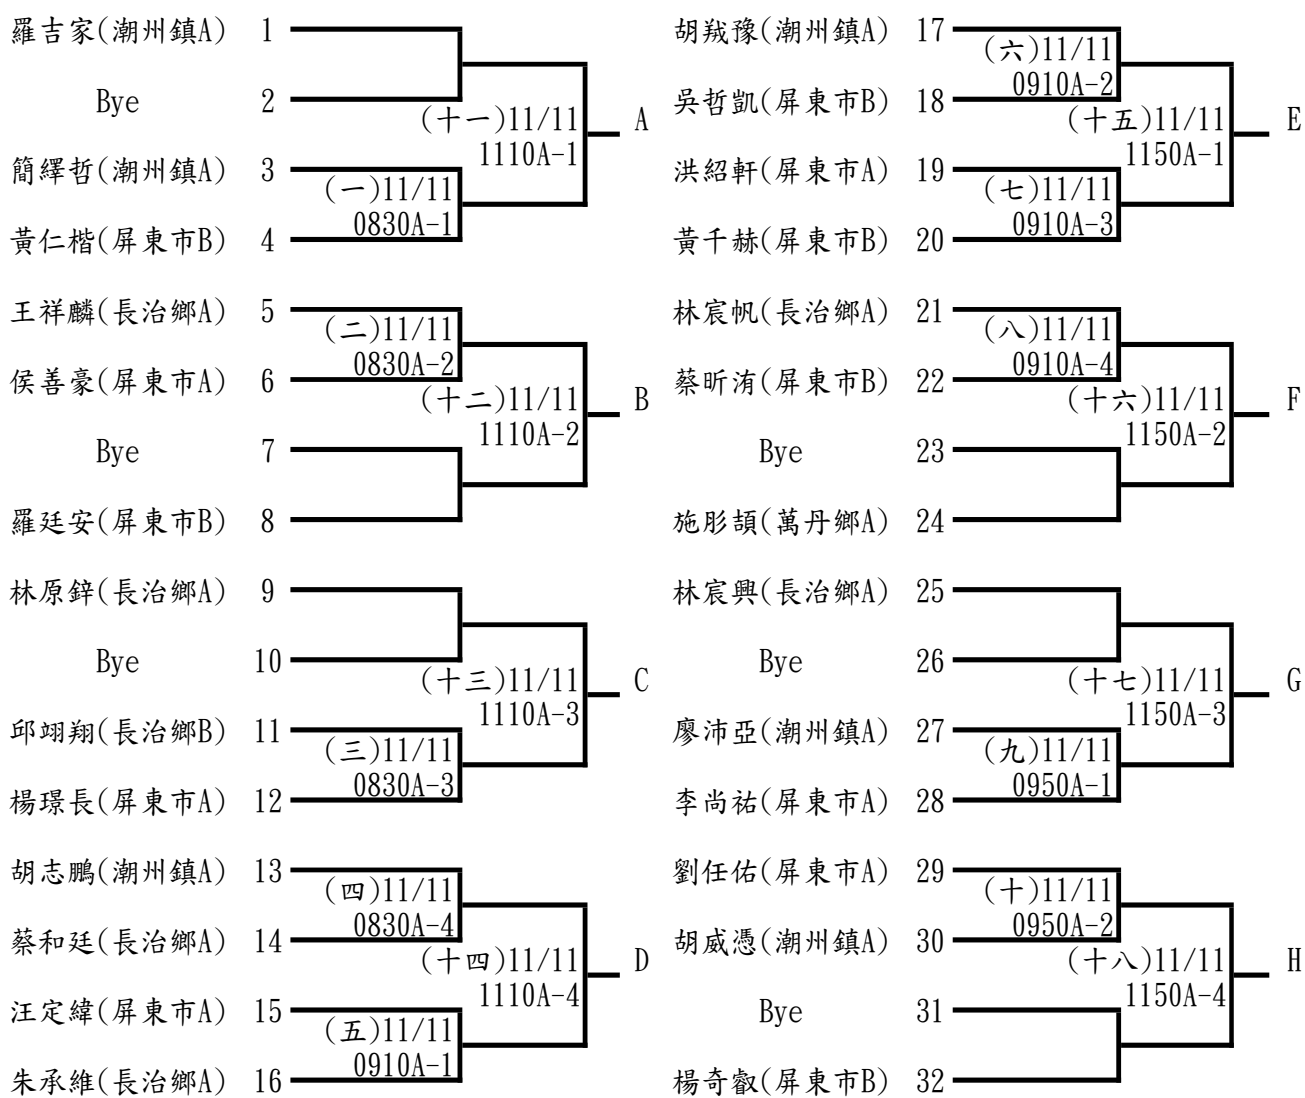 羅吉家(潮州鎮A) 1
Bye 2
(十一)11/11
1110A-1
A
簡繹哲(潮州鎮A) 3
(一)11/11
0830A-1
黃仁楷(屏東市B) 4
王祥麟(長治鄉A) 5
(二)11/11
0830A-2
侯善豪(屏東市A) 6
(十二)11/11
1110A-2
B
Bye 7
羅廷安(屏東市B) 8
林原鋅(長治鄉A) 9
Bye 10
(十三)11/11
1110A-3
C
邱翊翔(長治鄉B) 11
(三)11/11
0830A-3
楊璟長(屏東市A) 12
胡志鵬(潮州鎮A) 13
(四)11/11
0830A-4
蔡和廷(長治鄉A) 14
(十四)11/11
1110A-4
D
汪定緯(屏東市A) 15
(五)11/11
0910A-1
朱承維(長治鄉A) 16
胡戩豫(潮州鎮A) 17
(六)11/11
0910A-2
吳哲凱(屏東市B) 18
(十五)11/11
1150A-1
E
洪紹軒(屏東市A) 19
(七)11/11
0910A-3
黃千赫(屏東市B) 20
林宸帆(長治鄉A) 21
(八)11/11
0910A-4
蔡昕洧(屏東市B) 22
(十六)11/11
1150A-2
F
Bye 23
施彤頡(萬丹鄉A) 24
林宸興(長治鄉A) 25
Bye 26
(十七)11/11
1150A-3
G
廖沛亞(潮州鎮A) 27
(九)11/11
0950A-1
李尚祐(屏東市A) 28
劉任佑(屏東市A) 29
(十)11/11
0950A-2
胡威憑(潮州鎮A) 30
(十八)11/11
1150A-4
H
Bye 31
楊奇叡(屏東市B) 32